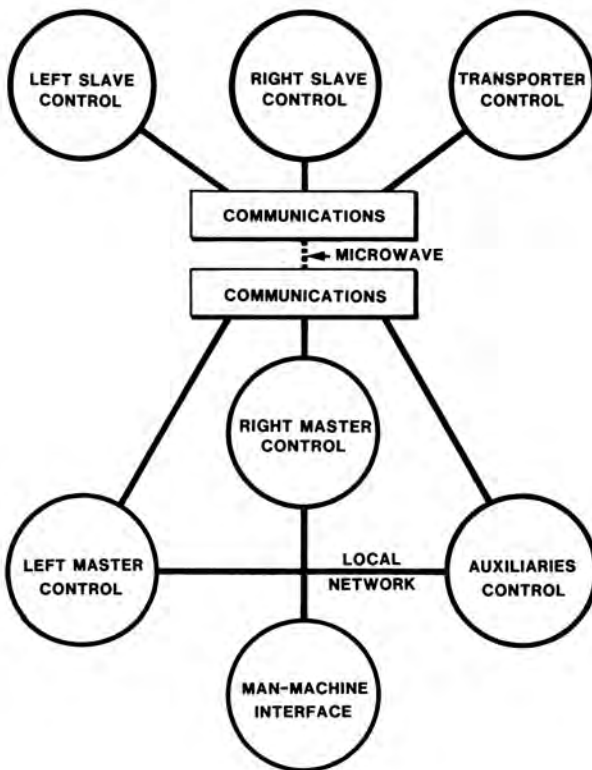 LEFT SLAVE
CONTROL
RIGHT SLAVE
CONTROL
TRANSPORTER
CONTROL
COMMUNICATIONS
MICROWAVE
COMMUNICATIONS
RIGHT MASTER
CONTROL
LEFT MASTER
CONTROL
LOCAL
NETWORK
AUXILIARIES
CONTROL
MAN-MACHINE
INTERFACE